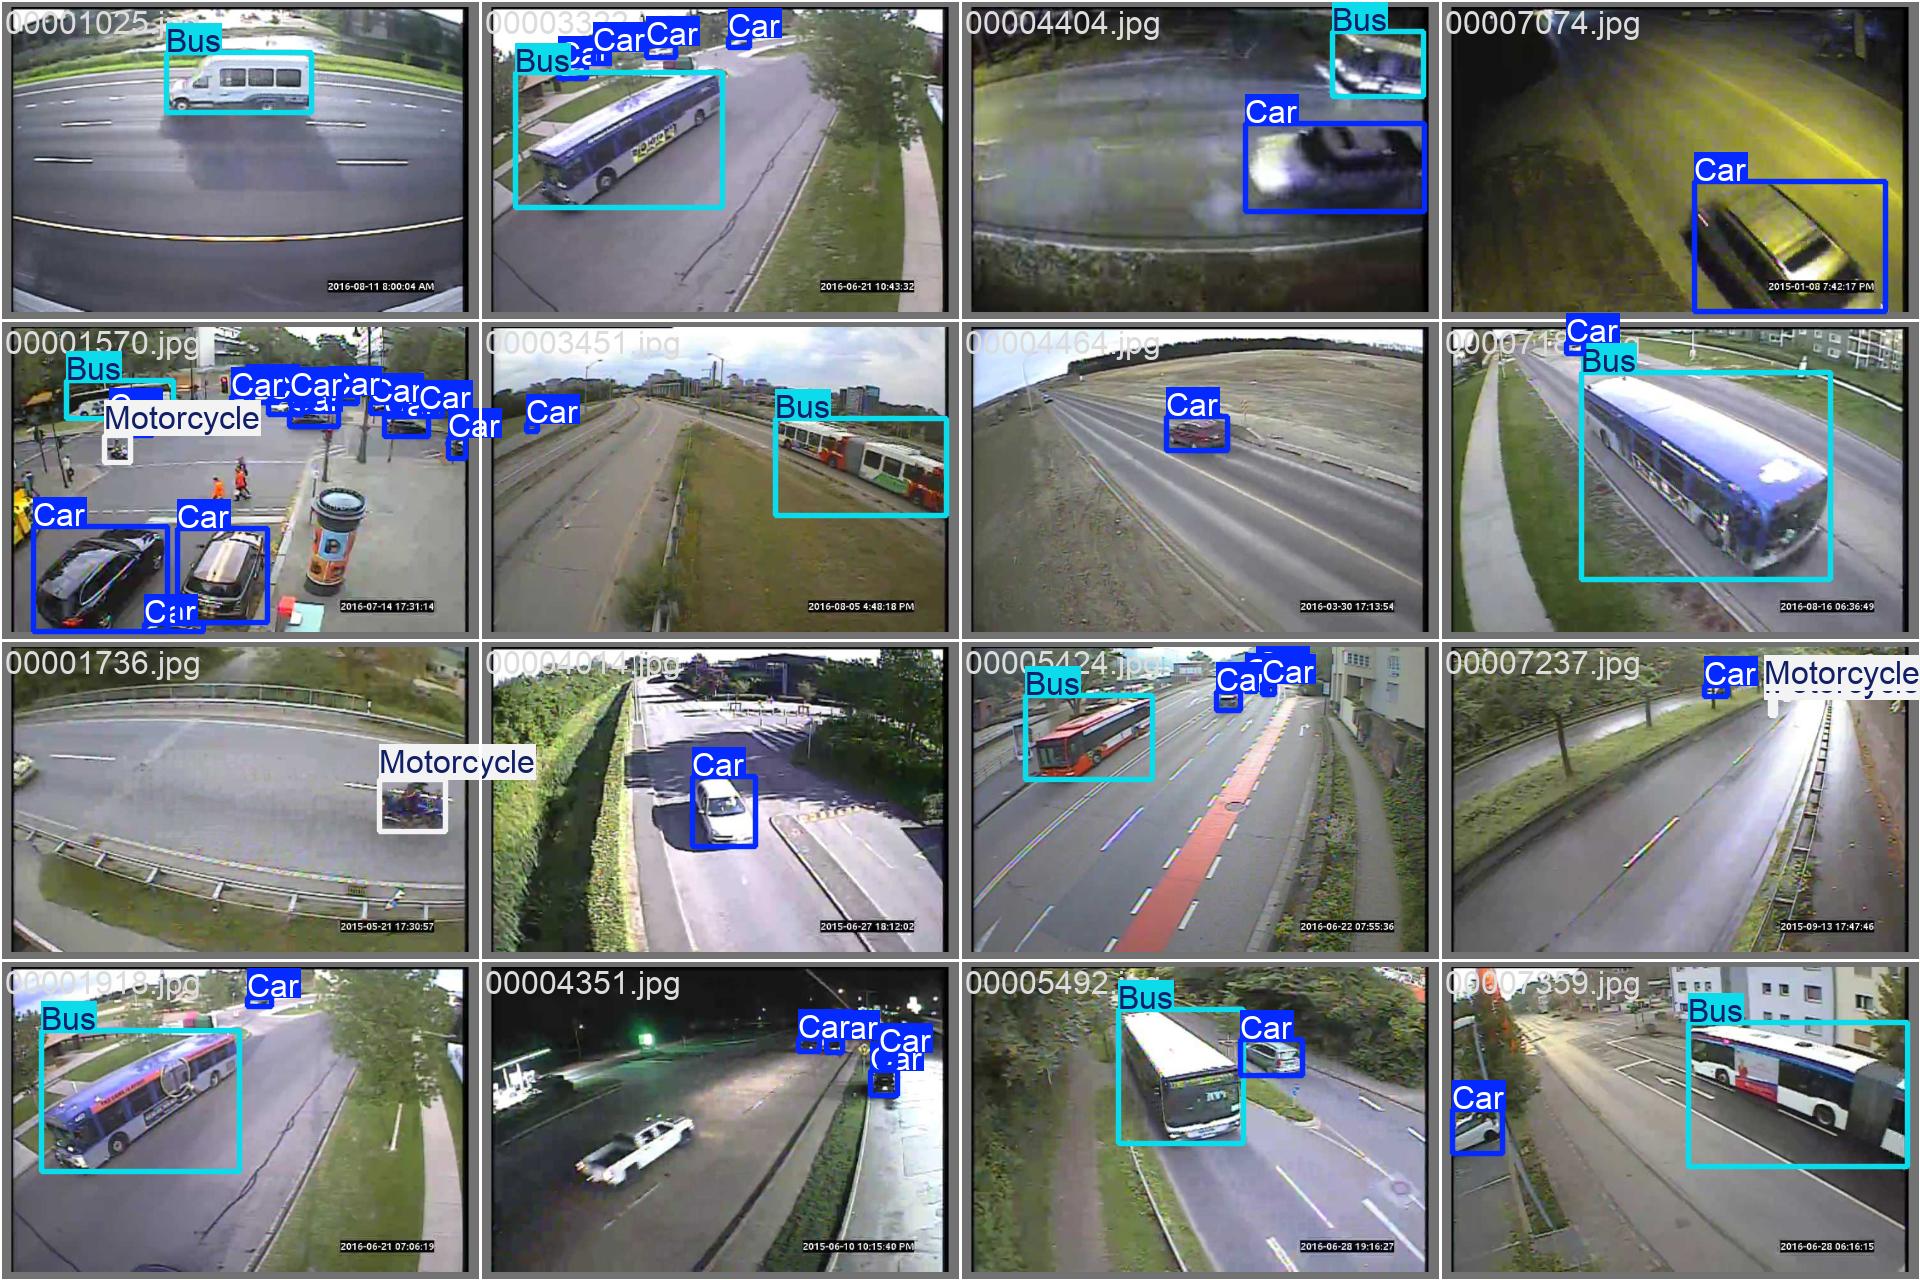 00001025.jpg
Bus
2016-08-11 8:00:04 AM
Car
Car
Car
Car
Bus
2016-06-21 10:43:32
00004404.jpg
Bus
Car
00007074.jpg
Car
2015-01-08 7:42:17 PM
00001570.jpg
Bus
Car
Car
Car
Car
Car
Car
Motorcycle
Car
Car
Car
2016-07-14 17:31:14
00003451.jpg
Car
Bus
2016-08-05 4:48:18 PM
00004464.jpg
Car
2016-03-30 17:13:54
Car
Bus
2016-08-16 06:36:49
00001736.jpg
Motorcycle
2015-05-21 17:30:57
00004014.jpg
Car
2015-06-27 18:12:02
00005424.jpg
Bus
Car
Car
2016-06-22 07:55:36
00007237.jpg
Car
Motorcycle
2015-09-13 17:47:46
00001918.jpg
Car
Bus
2016-06-21 07:06:19
00004351.jpg
Car
Car
Car
Car
2015-06-10 10:15:40 PM
00005492.jpg
Bus
Car
2016-06-28 19:16:27
00007359.jpg
Bus
Car
2016-06-28 06:16:15